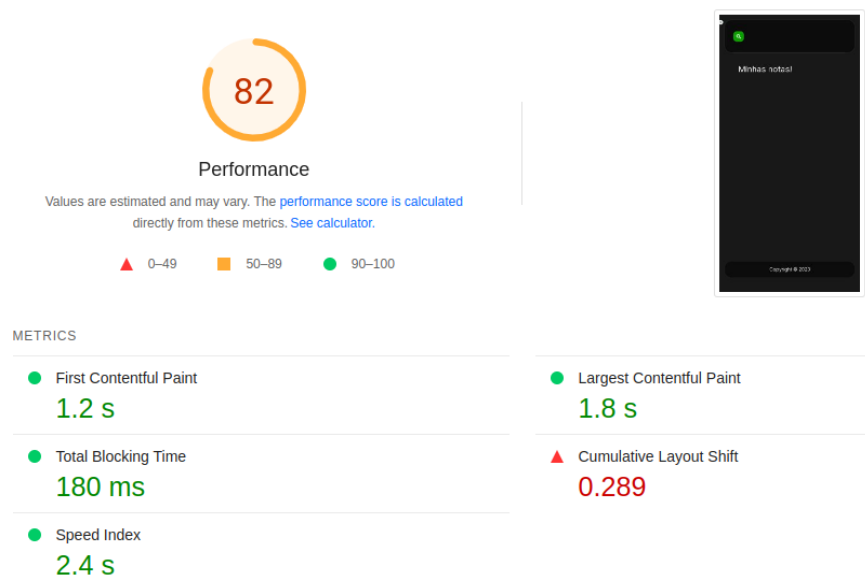 82
Performance
Values are estimated and may vary. The performance score is calculated
directly from these metrics. See calculator.
0–49
50–89
90–100
Minhas notas!
Copyright © 2023
METRICS
First Contentful Paint
1.2 s
Largest Contentful Paint
1.8 s
Total Blocking Time
180 ms
Cumulative Layout Shift
0.289
Speed Index
2.4 s